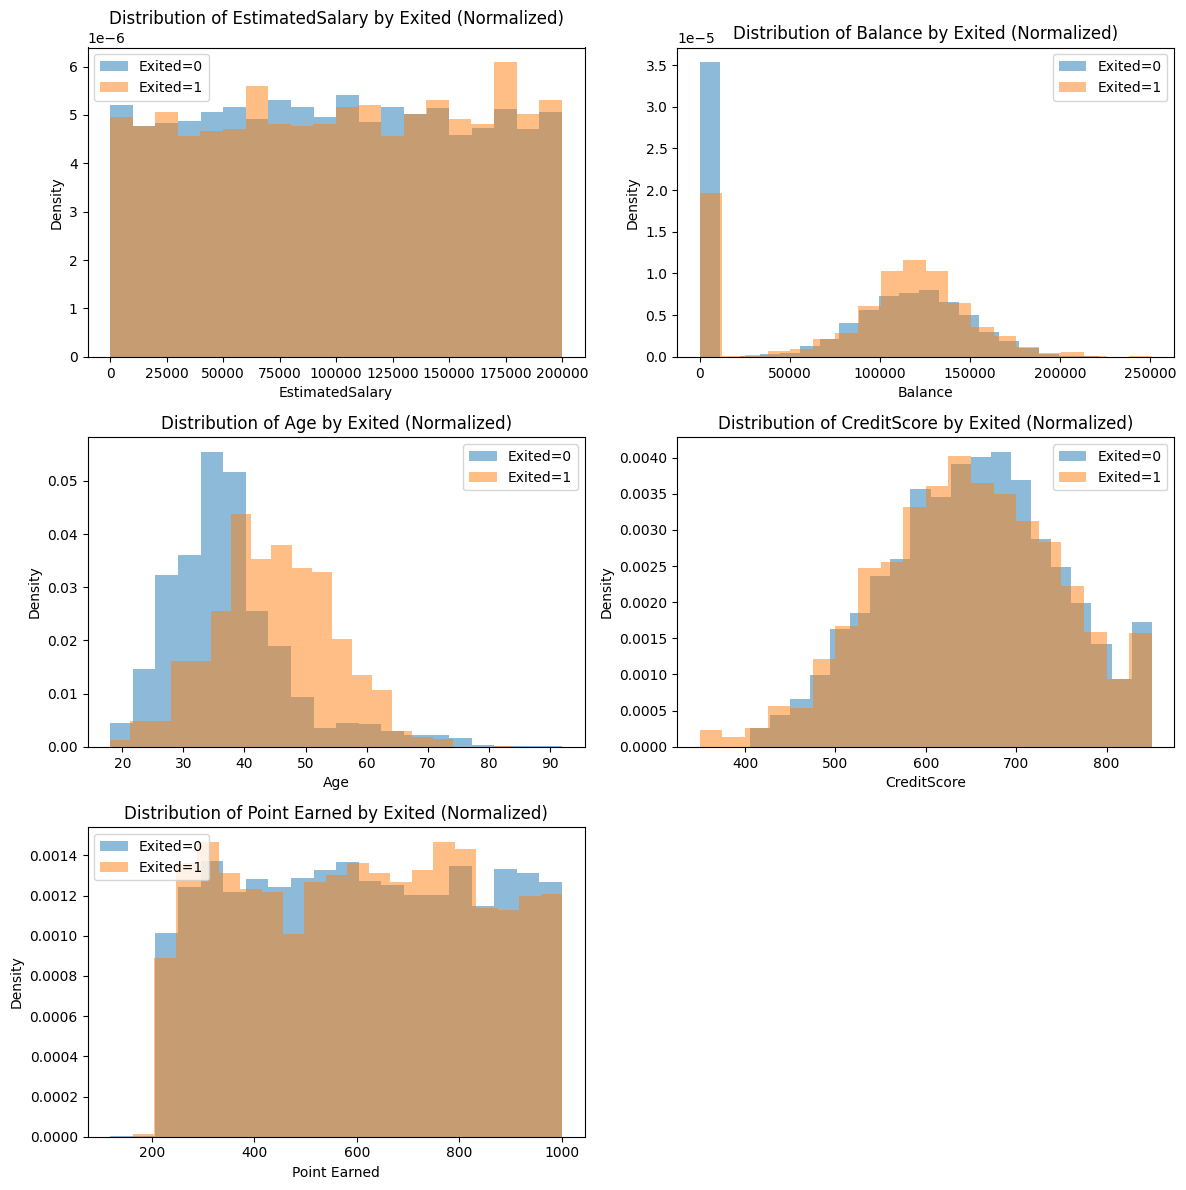 Distribution of EstimatedSalary by Exited (Normalized)
1e−6
Exited=0
Exited=1
6
5
4
3
2
1
0
Density
0 25000 50000 75000 100000 125000 150000 175000 200000
EstimatedSalary
Distribution of Balance by Exited (Normalized)
1e−5
Exited=0
Exited=1
3.5
3.0
2.5
2.0
1.5
1.0
0.5
0.0
Density
0 50000 100000 150000 200000 250000
Balance
Distribution of Age by Exited (Normalized)
Exited=0
Exited=1
0.05
0.04
0.03
0.02
0.01
0.00
Density
20 30 40 50 60 70 80 90
Age
Distribution of CreditScore by Exited (Normalized)
Exited=0
Exited=1
0.0040
0.0035
0.0030
0.0025
0.0020
0.0015
0.0010
0.0005
0.0000
Density
400 500 600 700 800
CreditScore
Distribution of Point Earned by Exited (Normalized)
Exited=0
Exited=1
0.0014
0.0012
0.0010
0.0008
0.0006
0.0004
0.0002
0.0000
Density
200 400 600 800 1000
Point Earned